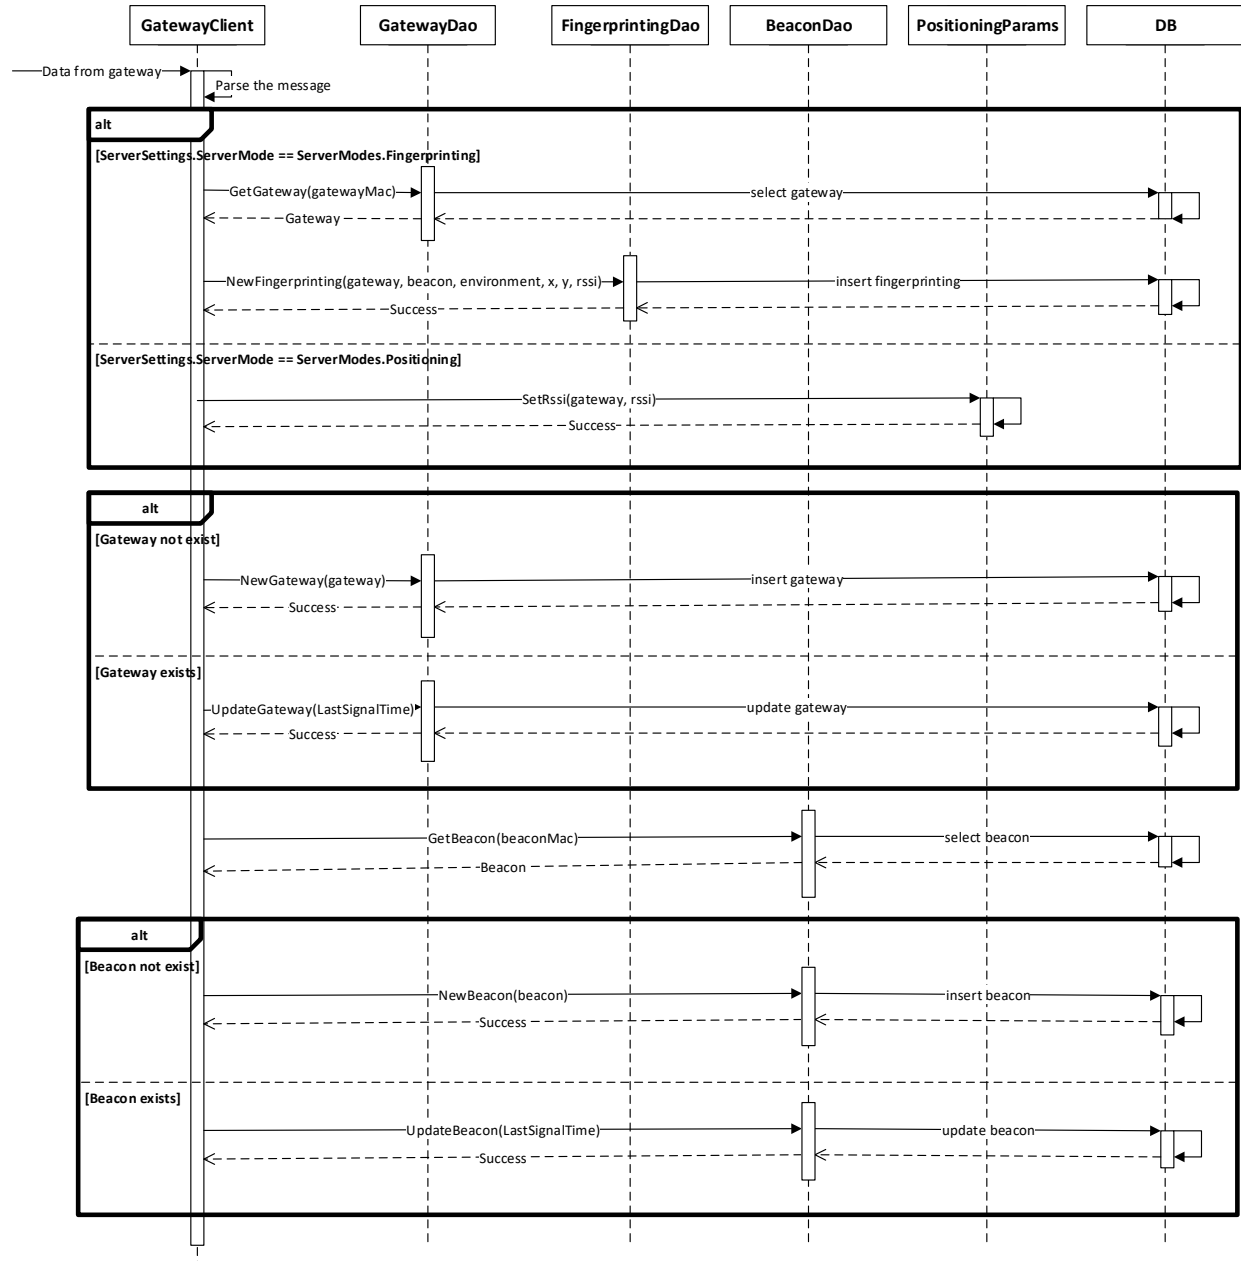 GatewayClient
GatewayDao
FingerprintingDao
BeaconDao
PositioningParams
DB
Data from gateway
Parse the message
alt
[ServerSettings.ServerMode == ServerModes.Fingerprinting]
GetGateway(gatewayMac)
select gateway
Gateway
NewFingerprinting(gateway, beacon, environment, x, y, rssi)
insert fingerprinting
Success
[ServerSettings.ServerMode == ServerModes.Positioning]
SetRssi(gateway, rssi)
Success
alt
[Gateway not exist]
NewGateway(gateway)
insert gateway
Success
[Gateway exists]
UpdateGateway(LastSignalTime)
update gateway
Success
GetBeacon(beaconMac)
select beacon
Beacon
alt
[Beacon not exist]
NewBeacon(beacon)
insert beacon
Success
[Beacon exists]
UpdateBeacon(LastSignalTime)
update beacon
Success